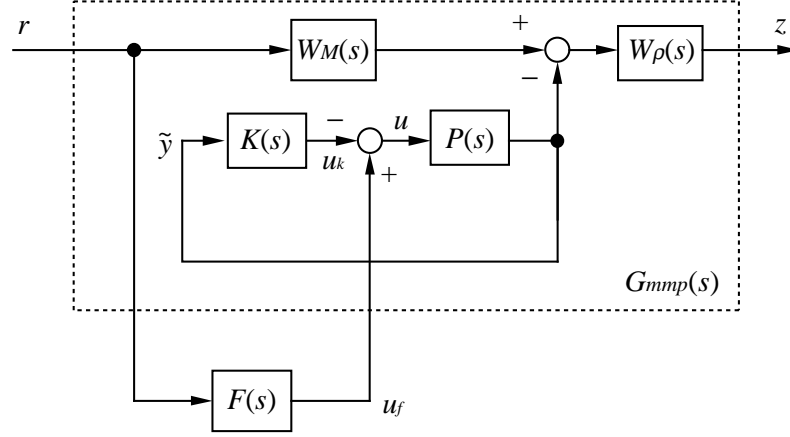 r W_M(s) + − W_ρ(s) z
ỹ K(s) − u_k u + P(s)
G_mmp(s)
F(s) u_f